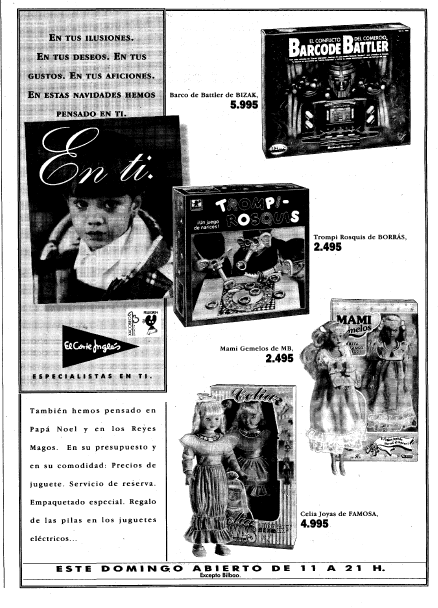 EN TUS ILUSIONES.
EN TUS DESEOS. EN TUS
GUSTOS. EN TUS AFICIONES.
EN ESTAS NAVIDADES HEMOS
PENSADO EN TI.
En ti.
El Corte Inglés
ESPECIALISTAS EN TI.
También hemos pensado en
Papá Noel y en los Reyes
Magos. En su presupuesto y
en su comodidad: Precios de
juguete. Servicio de reserva.
Empaquetado especial. Regalo
de las pilas en los juguetes
eléctricos...
EL CONFLICTO DEL COMERCIO,
BARCODE BATTLER
Barco de Battler de BIZAK,
5.995
TROMPI-
ROSQUIS
¡Un juego
de narices!
Trompi Rosquis de BORRÁS,
2.495
MAMI
melos
Mami Gemelos de MB,
2.495
Celia
Celia Joyas de FAMOSA,
4.995
ESTE DOMINGO ABIERTO DE 11 A 21 H.
Excepto Bilbao.